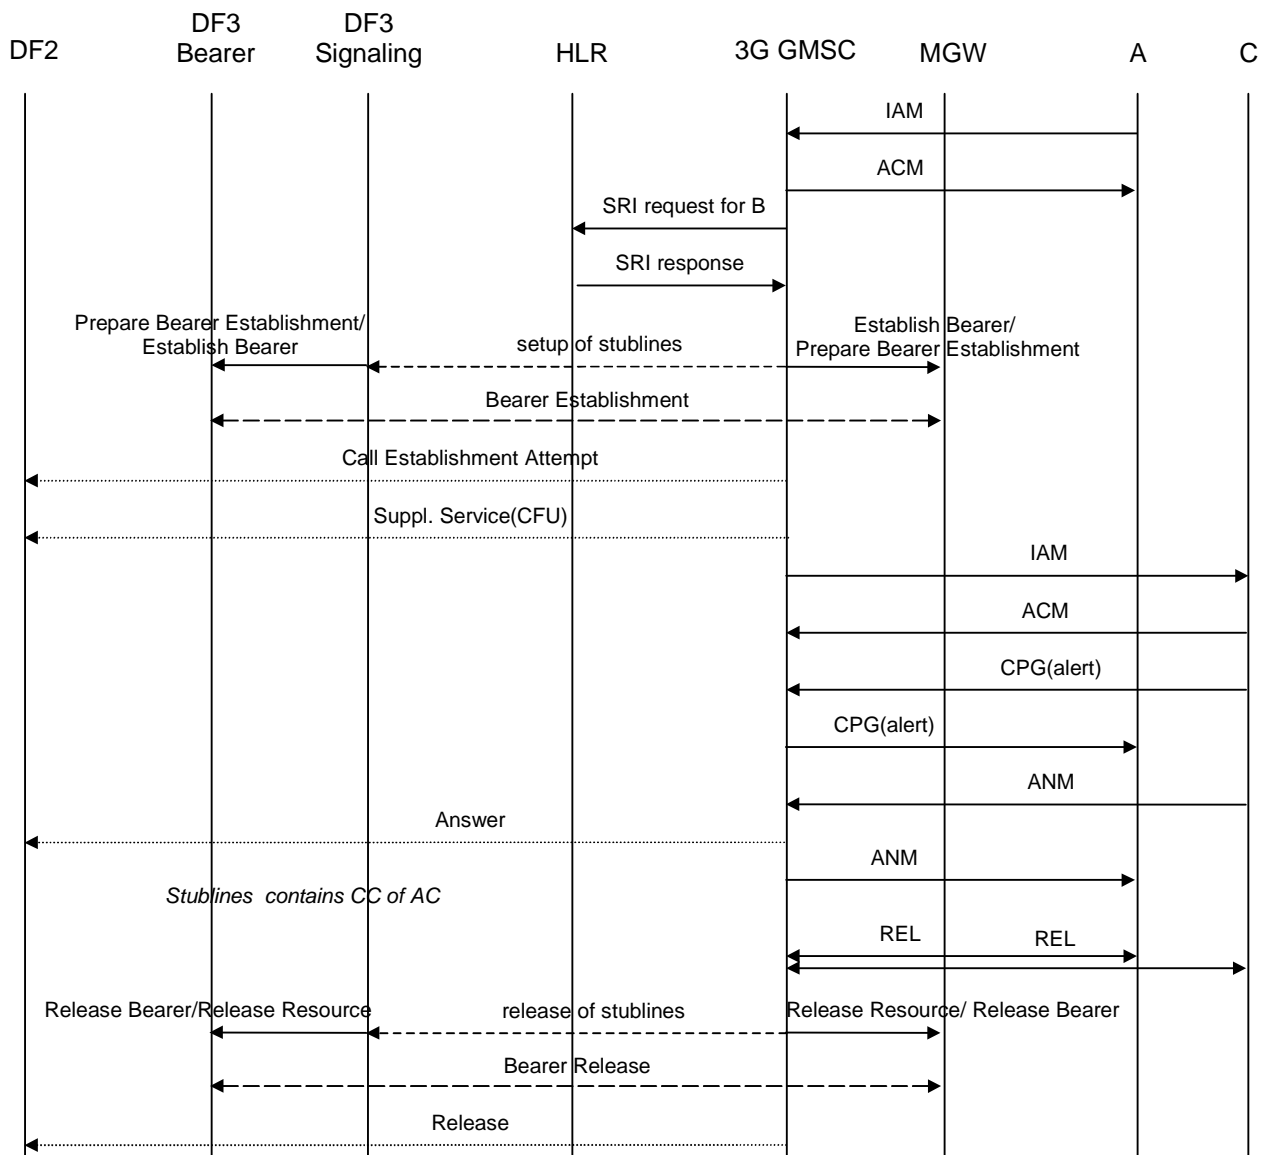 DF2
DF3
Bearer
DF3
Signaling
HLR
3G GMSC
MGW
A
C
IAM
ACM
SRI request for B
SRI response
Prepare Bearer Establishment/
Establish Bearer
setup of stublines
Establish Bearer/
Prepare Bearer Establishment
Bearer Establishment
Call Establishment Attempt
Suppl. Service(CFU)
IAM
ACM
CPG(alert)
CPG(alert)
ANM
Answer
ANM
Stublines contains CC of AC
REL
REL
Release Bearer/Release Resource
release of stublines
Release Resource/ Release Bearer
Bearer Release
Release